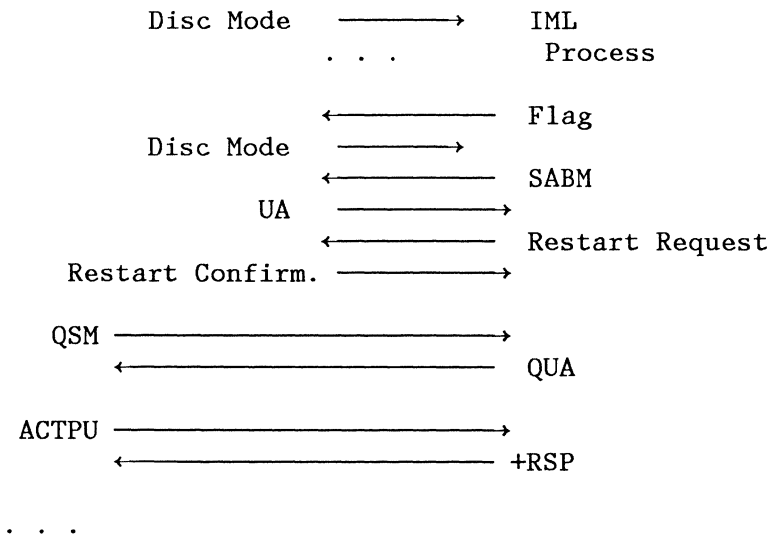 Disc Mode IML
. . . Process
Flag
Disc Mode
SABM
UA
Restart Request
Restart Confirm.
QSM
QUA
ACTPU
+RSP
. . .